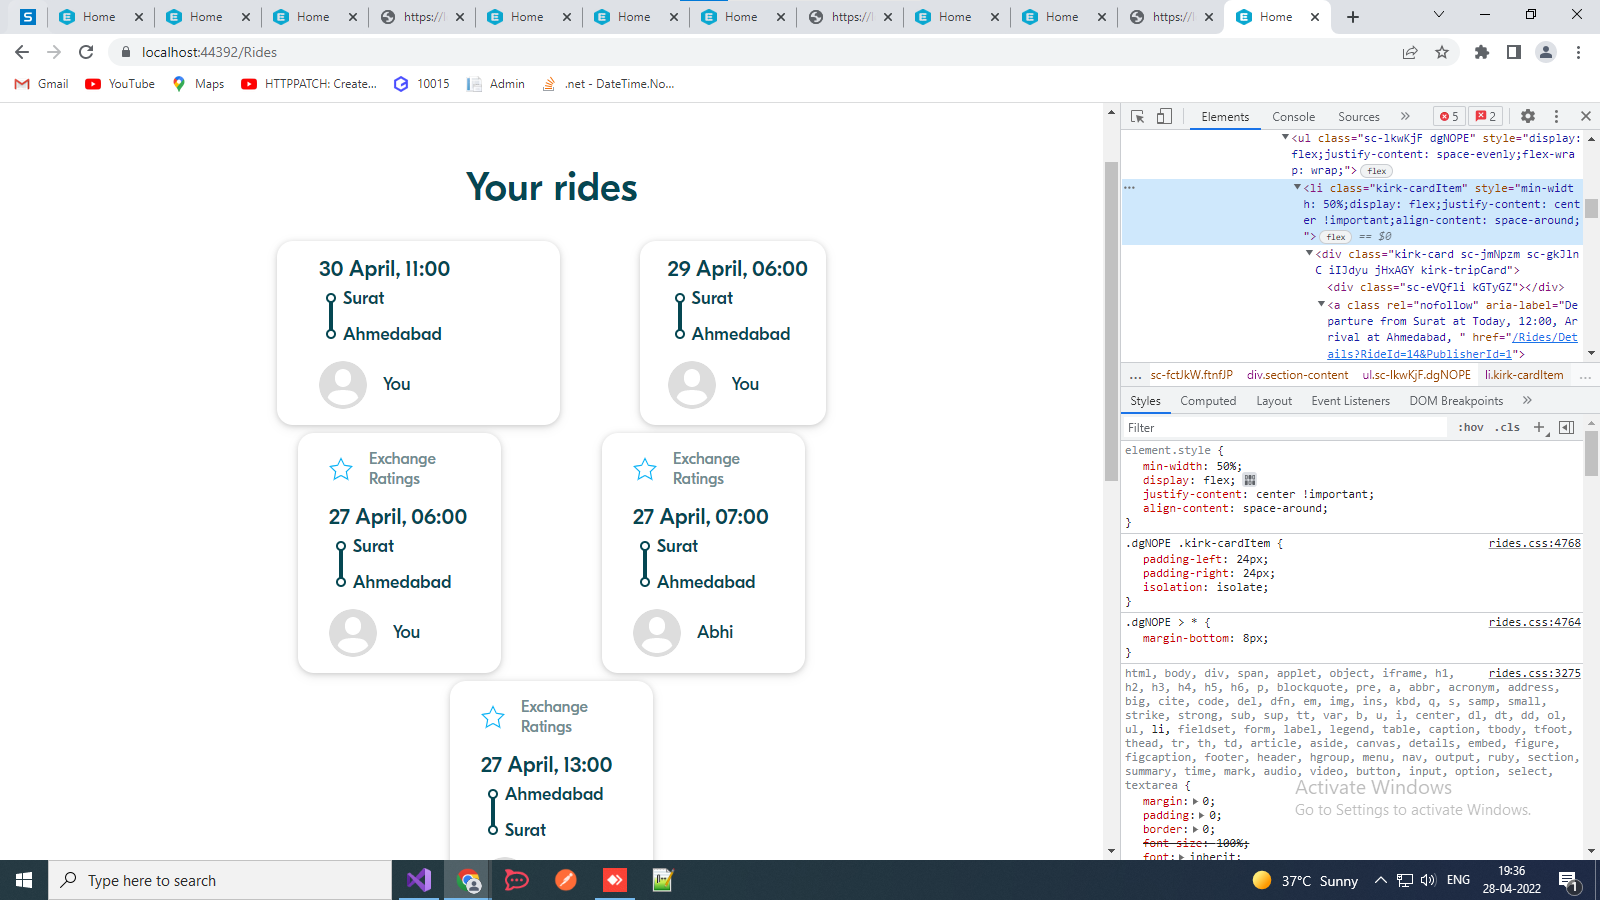 Home
Home
Home
https://l
Home
Home
Home
https://l
Home
Home
https://l
Home
localhost:44392/Rides
Gmail
YouTube
Maps
HTTPPATCH: Create...
10015
Admin
.net - DateTime.No...
Your rides
30 April, 11:00
Surat
Ahmedabad
You
29 April, 06:00
Surat
Ahmedabad
You
Exchange
Ratings
27 April, 06:00
Surat
Ahmedabad
You
Exchange
Ratings
27 April, 07:00
Surat
Ahmedabad
Abhi
Exchange
Ratings
27 April, 13:00
Ahmedabad
Surat
Elements Console Sources » 5 2
<ul class="sc-lkwKjF dgNOPE" style="display:
flex;justify-content: space-evenly;flex-wra
p: wrap;"> flex
... <li class="kirk-cardItem" style="min-widt
h: 50%;display: flex;justify-content: cent
er !important;align-content: space-around;
"> flex == $0
<div class="kirk-card sc-jmNpzm sc-gkJln
C iIJdyu jHxAGY kirk-tripCard">
<div class="sc-eVQfli kGTyGZ"></div>
<a class rel="nofollow" aria-label="De
parture from Surat at Today, 12:00, Ar
rival at Ahmedabad, " href="/Rides/Det
ails?RideId=14&PublisherId=1">
... sc-fctJkW.ftnfJP div.section-content ul.sc-lkwKjF.dgNOPE li.kirk-cardItem ...
Styles Computed Layout Event Listeners DOM Breakpoints »
Filter :hov .cls +
element.style {
min-width: 50%;
display: flex;
justify-content: center !important;
align-content: space-around;
}
.dgNOPE .kirk-cardItem { rides.css:4768
padding-left: 24px;
padding-right: 24px;
isolation: isolate;
}
.dgNOPE > * { rides.css:4764
margin-bottom: 8px;
}
html, body, div, span, applet, object, iframe, h1, rides.css:3275
h2, h3, h4, h5, h6, p, blockquote, pre, a, abbr, acronym, address,
big, cite, code, del, dfn, em, img, ins, kbd, q, s, samp, small,
strike, strong, sub, sup, tt, var, b, u, i, center, dl, dt, dd, ol,
ul, li, fieldset, form, label, legend, table, caption, tbody, tfoot,
thead, tr, th, td, article, aside, canvas, details, embed, figure,
figcaption, footer, header, hgroup, menu, nav, output, ruby, section,
summary, time, mark, audio, video, button, input, option, select,
textarea {
margin: 0;
padding: 0;
border: 0;
font-size: 100%;
font: inherit;
Activate Windows
Go to Settings to activate Windows.
Type here to search
37°C Sunny
ENG
19:36
28-04-2022
1